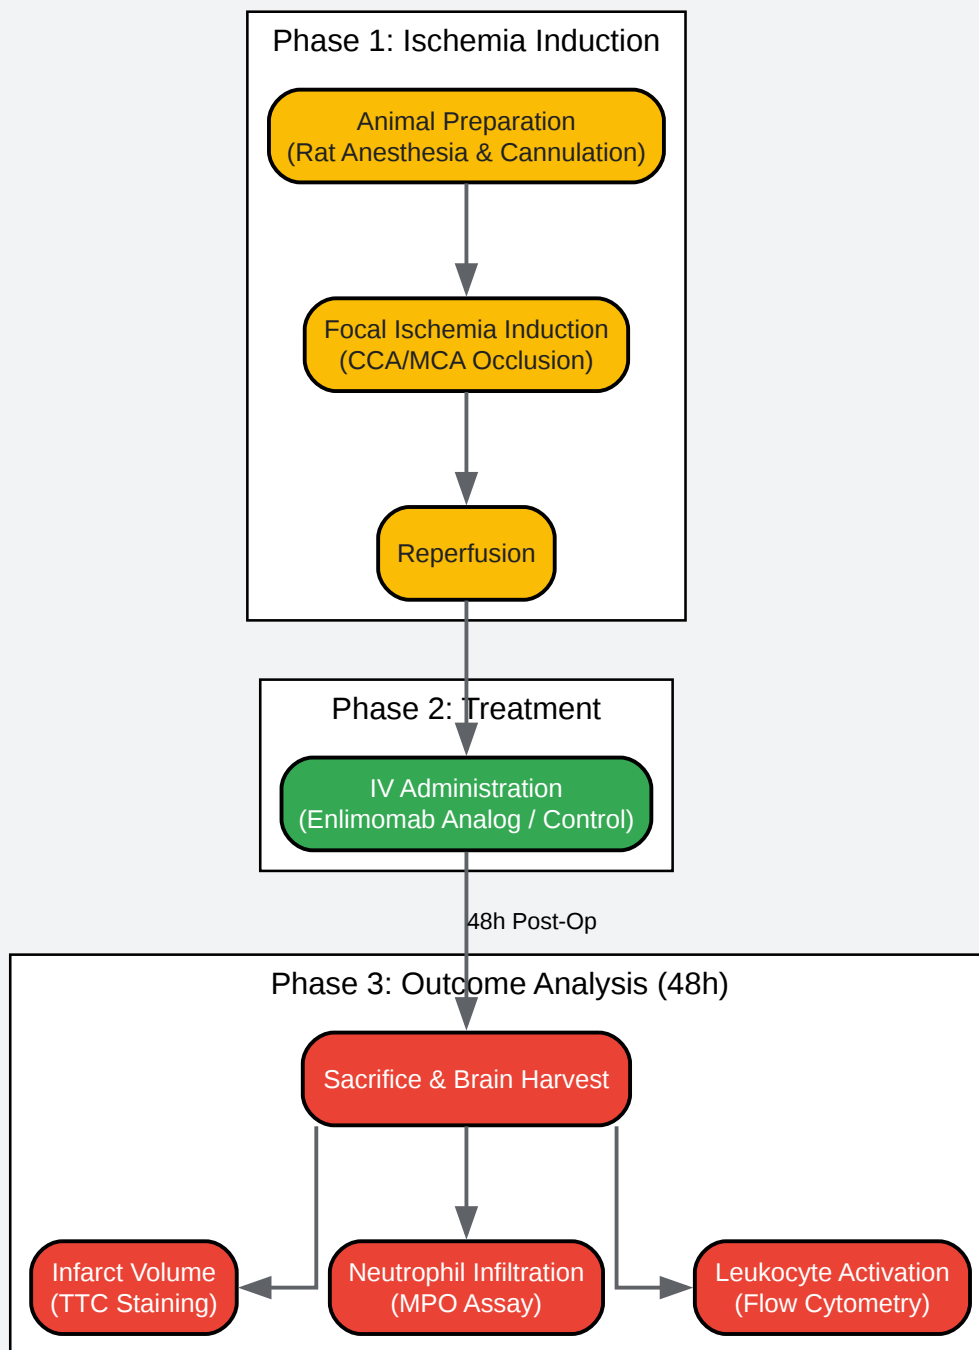 Phase 1: Ischemia Induction
Animal Preparation
(Rat Anesthesia & Cannulation)
Focal Ischemia Induction
(CCA/MCA Occlusion)
Reperfusion
Phase 2: Treatment
IV Administration
(Enlimomab Analog / Control)
48h Post-Op
Phase 3: Outcome Analysis (48h)
Sacrifice & Brain Harvest
Infarct Volume
(TTC Staining)
Neutrophil Infiltration
(MPO Assay)
Leukocyte Activation
(Flow Cytometry)